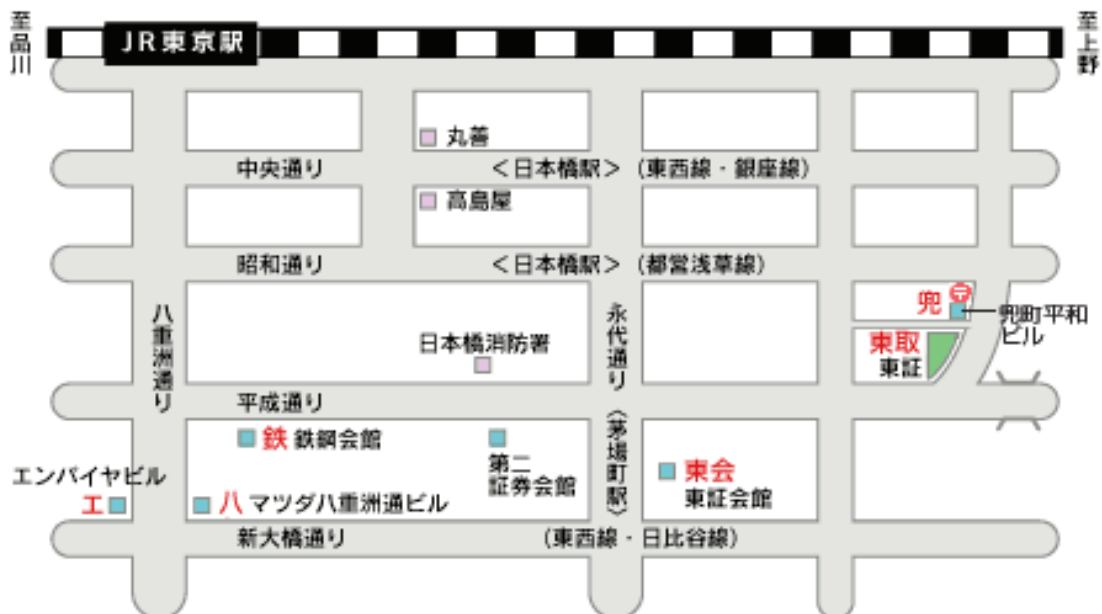 至品川
JR東京駅
至上野
丸善
中央通り
＜日本橋駅＞（東西線・銀座線）
高島屋
昭和通り
＜日本橋駅＞（都営浅草線）
八重洲通り
永代通り〈茅場町駅〉
兜
〒
兜町平和
ビル
日本橋消防署
東取
東証
平成通り
鉄 鉄鋼会館
第二
証券会館
東会
東証会館
エンパイヤビル
エ
八 マツダ八重洲通ビル
新大橋通り
（東西線・日比谷線）